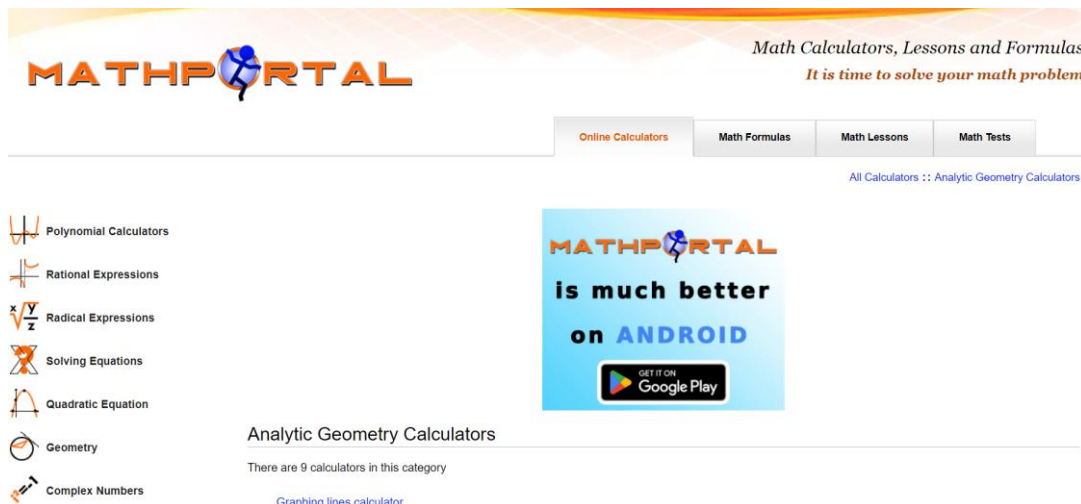 Math Calculators, Lessons and Formulas
MATHPORTAL
It is time to solve your math problem
Online Calculators
Math Formulas
Math Lessons
Math Tests
All Calculators :: Analytic Geometry Calculators
Polynomial Calculators
Rational Expressions
x y z
Radical Expressions
Solving Equations
Quadratic Equation
Geometry
Complex Numbers
MATHPORTAL
is much better
on ANDROID
GET IT ON
Google Play
Analytic Geometry Calculators
There are 9 calculators in this category
Graphing lines calculator